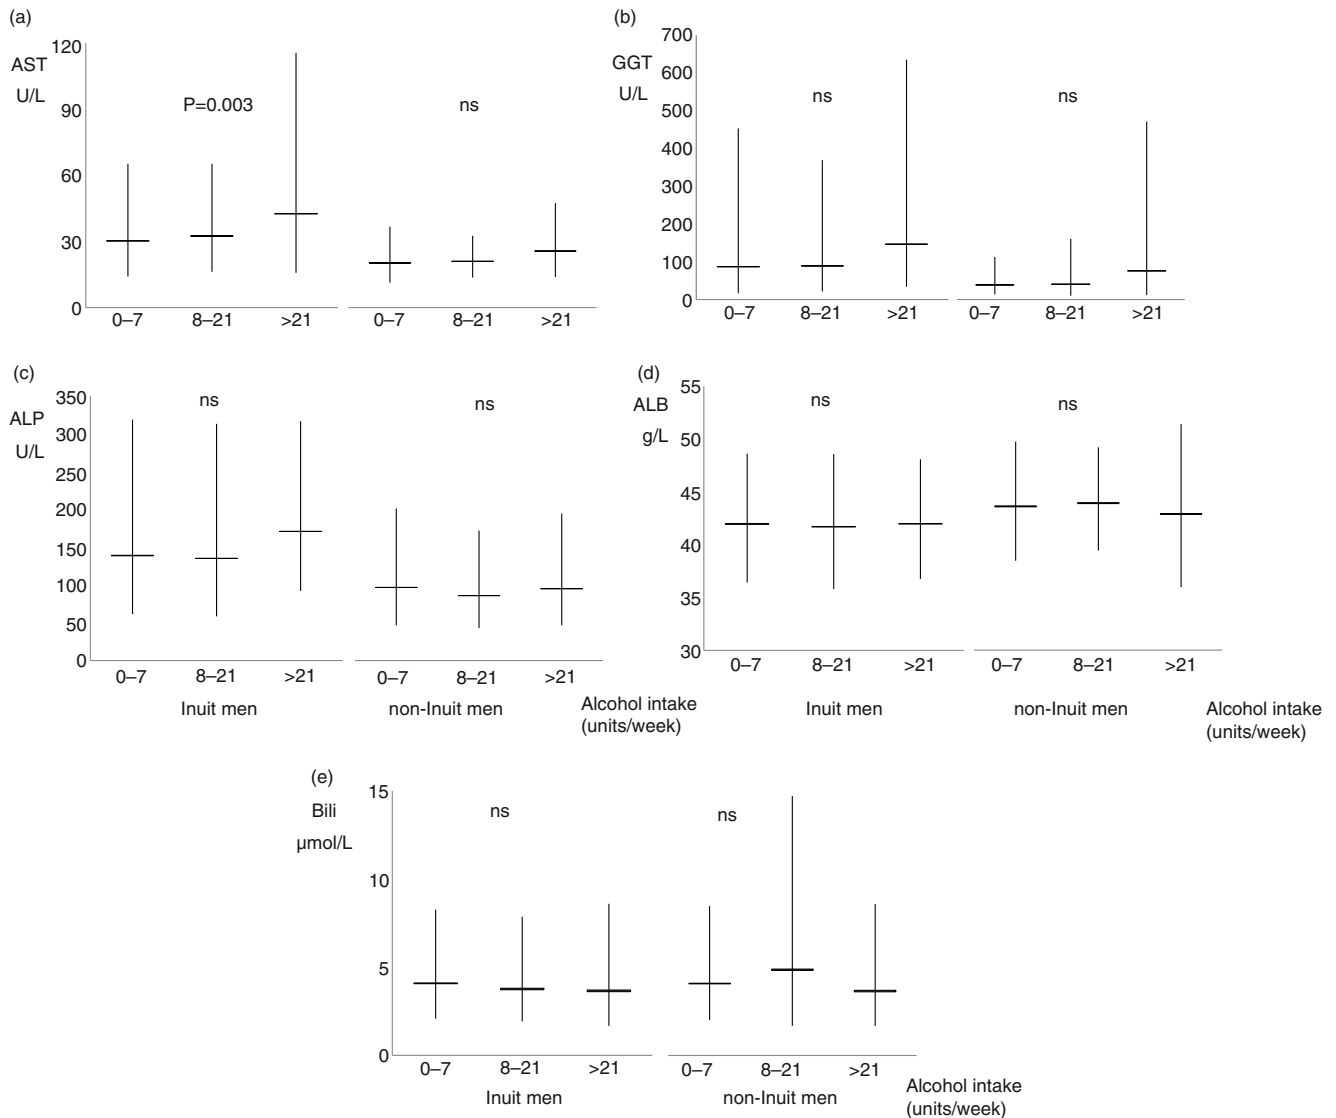 (a)
AST
U/L
120
90
60
30
0
P=0.003
ns
0–7
8–21
>21
0–7
8–21
>21
(b)
GGT
U/L
700
600
500
400
300
200
100
0
ns
ns
0–7
8–21
>21
0–7
8–21
>21
(c)
ALP
U/L
350
300
250
200
150
100
50
0
ns
ns
0–7
8–21
>21
0–7
8–21
>21
Inuit men
non-Inuit men
Alcohol intake
(units/week)
(d)
ALB
g/L
55
50
45
40
35
30
ns
ns
0–7
8–21
>21
0–7
8–21
>21
Inuit men
non-Inuit men
Alcohol intake
(units/week)
(e)
Bili
µmol/L
15
10
5
0
ns
ns
0–7
8–21
>21
0–7
8–21
>21
Inuit men
non-Inuit men
Alcohol intake
(units/week)